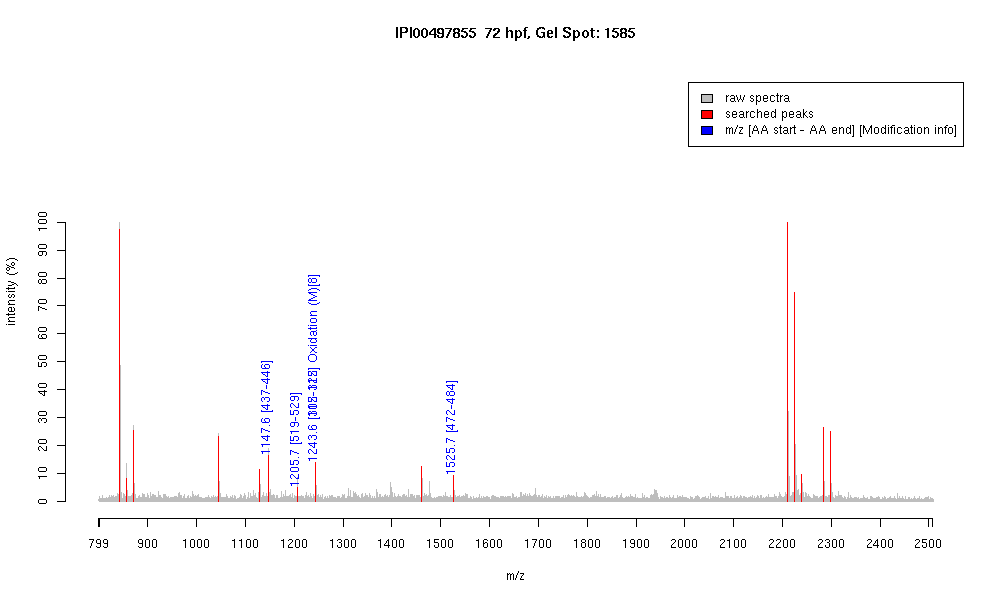 IPI00497855 72 hpf, Gel Spot: 1585
raw spectra
searched peaks
m/z [AA start - AA end] [Modification info]
intensity (%)
100
90
80
70
60
50
40
30
20
10
0
1147.6 [437-446]
1205.7 [519-529]
1243.6 Oxidation (M)[8]
1525.7 [472-484]
799 900 1000 1100 1200 1300 1400 1500 1600 1700 1800 1900 2000 2100 2200 2300 2400 2500
m/z